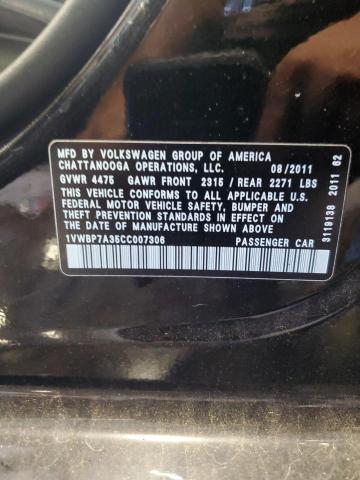 MFD BY VOLKSWAGEN GROUP OF AMERICA
CHATTANOOGA OPERATIONS, LLC. 08/2011
GVWR 4475 GAWR FRONT 2315 / REAR 2271 LBS
THIS VEHICLE CONFORMS TO ALL APPLICABLE U.S.
FEDERAL MOTOR VEHICLE SAFETY, BUMPER, AND
THEFT PREVENTION STANDARDS IN EFFECT ON
THE DATE OF MANUFACTURE SHOWN ABOVE.
1VWBP7A35CC007306 PASSENGER CAR
3119138 2011 62